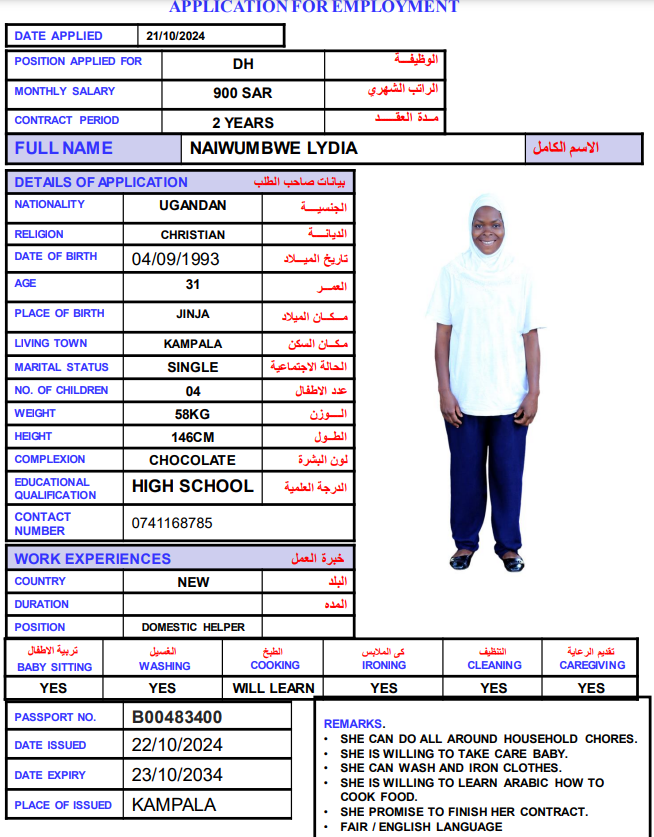 APPLICATION FOR EMPLOYMENT
DATE APPLIED 21/10/2024
POSITION APPLIED FOR DH الوظيفـــة
MONTHLY SALARY 900 SAR الراتب الشهري
CONTRACT PERIOD 2 YEARS مـدة العقـــد
FULL NAME NAIWUMBWE LYDIA الاسم الكامل
DETAILS OF APPLICATION بيانات صاحب الطلب
NATIONALITY UGANDAN الجنســـية
RELIGION CHRISTIAN الديانـــة
DATE OF BIRTH 04/09/1993 تاريخ الميـــلاد
AGE 31 العمـــر
PLACE OF BIRTH JINJA مـــكـان الميلاد
LIVING TOWN KAMPALA مكـان السكن
MARITAL STATUS SINGLE الحالة الاجتماعية
NO. OF CHILDREN 04 عدد الاطفال
WEIGHT 58KG الـــوزن
HEIGHT 146CM الطـول
COMPLEXION CHOCOLATE لون البشرة
EDUCATIONAL QUALIFICATION HIGH SCHOOL الدرجة العلمية
CONTACT NUMBER 0741168785
WORK EXPERIENCES خبرة العمل
COUNTRY NEW البلد
DURATION المده
POSITION DOMESTIC HELPER
تربية الاطفال الغسيل الطبخ كى الملابس التنظيف تقديم الرعاية
BABY SITTING WASHING COOKING IRONING CLEANING CAREGIVING
YES YES WILL LEARN YES YES YES
PASSPORT NO. B00483400
DATE ISSUED 22/10/2024
DATE EXPIRY 23/10/2034
PLACE OF ISSUED KAMPALA
REMARKS.
• SHE CAN DO ALL AROUND HOUSEHOLD CHORES.
• SHE IS WILLING TO TAKE CARE BABY.
• SHE CAN WASH AND IRON CLOTHES.
• SHE IS WILLING TO LEARN ARABIC HOW TO
COOK FOOD.
• SHE PROMISE TO FINISH HER CONTRACT.
• FAIR / ENGLISH LANGUAGE